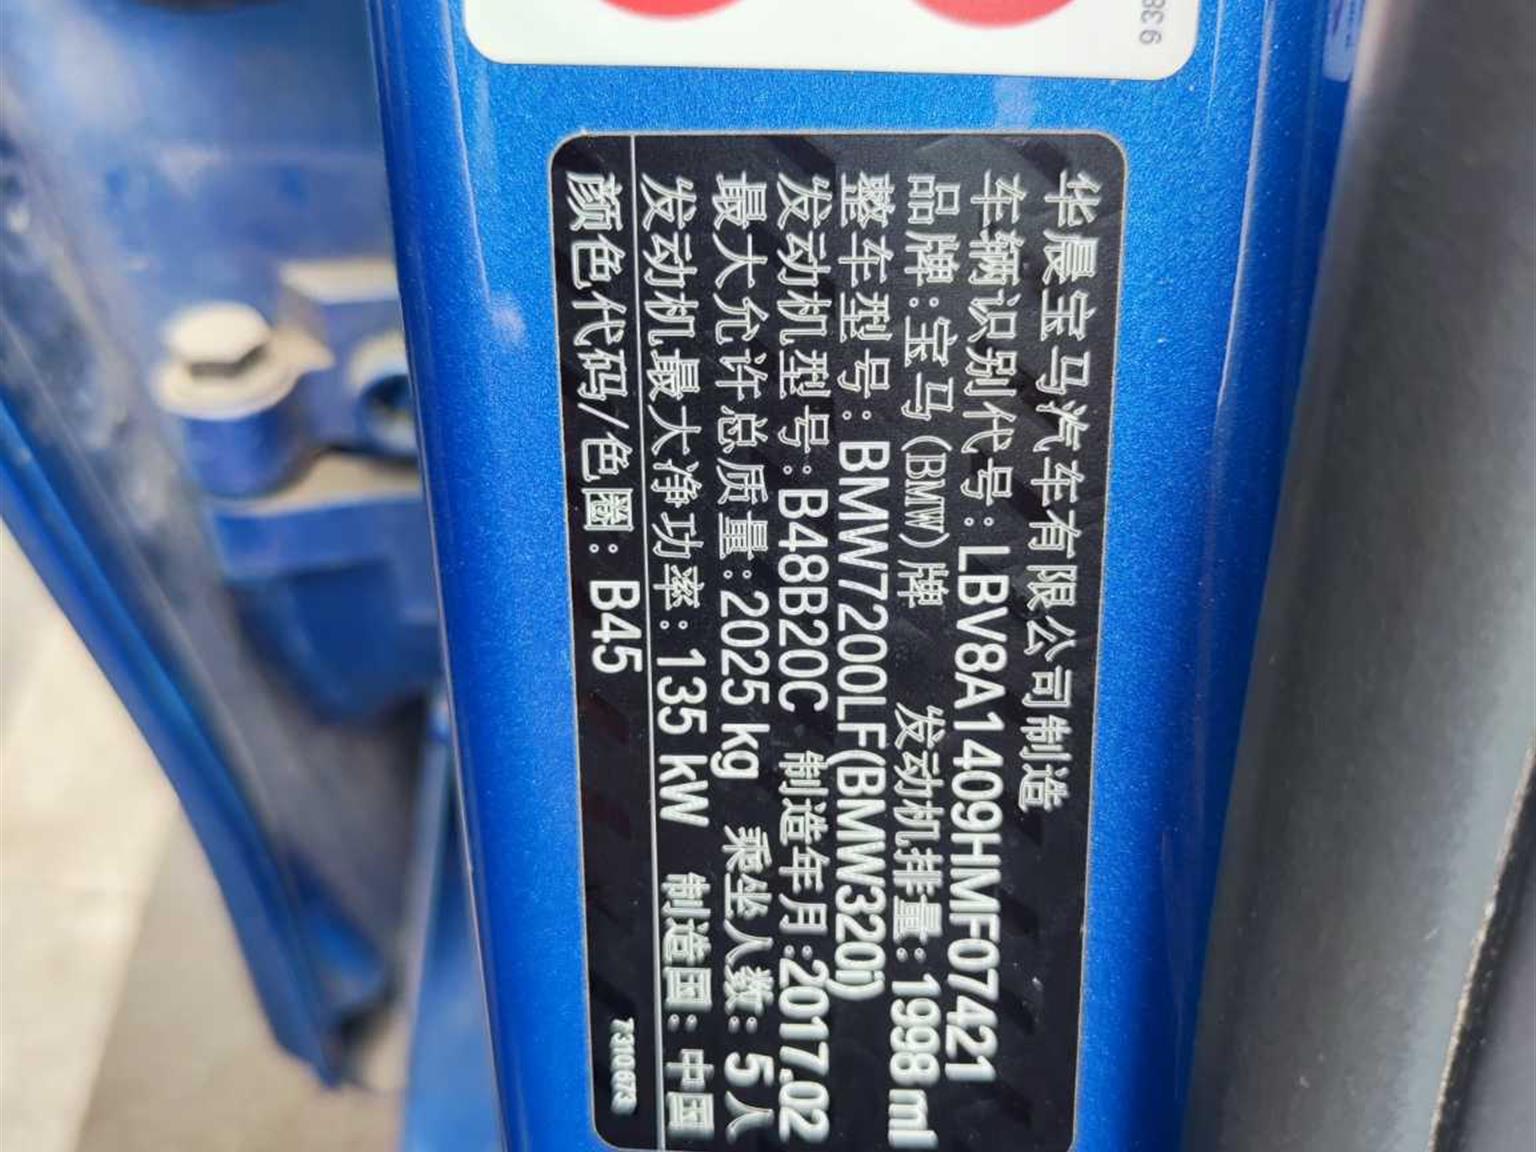 华晨宝马汽车有限公司制造
车辆识别代号:LBV8A1409HMF07421
品牌:宝马(BMW)牌 发动机排量:1998 ml
整车型号:BMW7200LF(BMW320i)
发动机型号:B48B20C 制造年月:2017.02
最大允许总质量:2025 kg 乘坐人数:5人
发动机最大净功率:135 kW 制造国:中国
颜色代码/色圈:B45
7310673